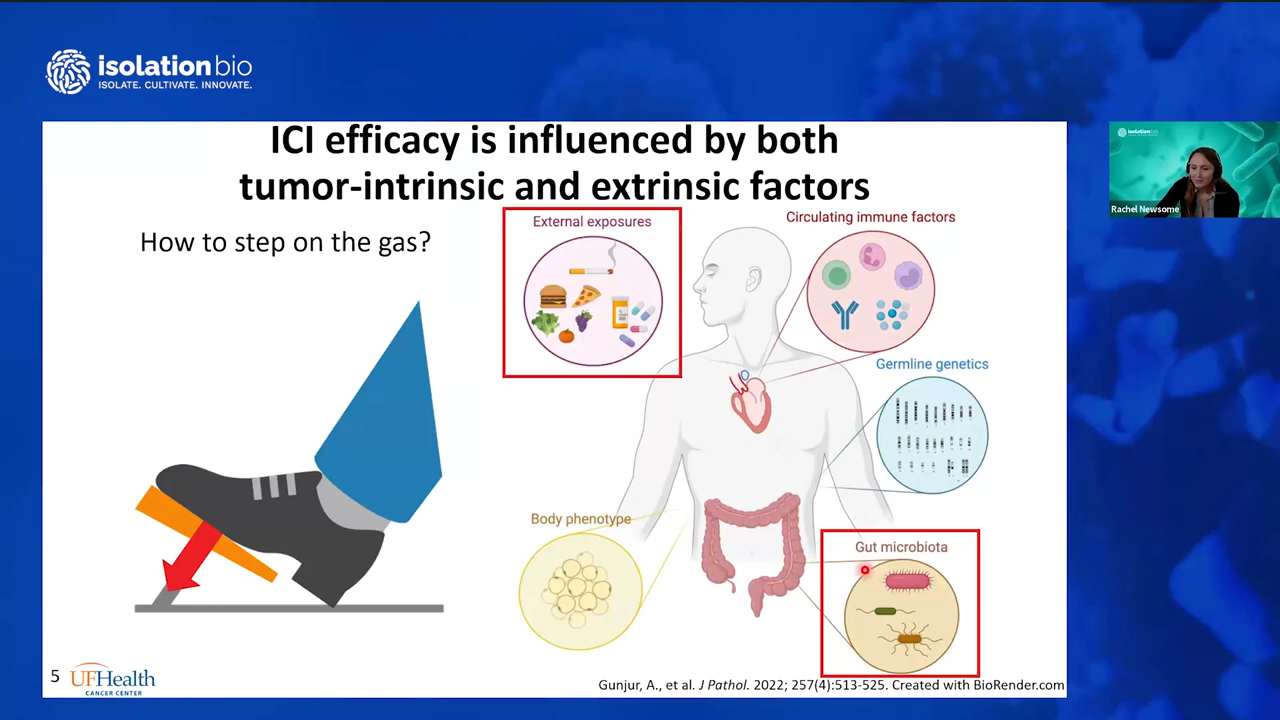 isolation bio
ISOLATE. CULTIVATE. INNOVATE.
ICI efficacy is influenced by both
tumor-intrinsic and extrinsic factors
How to step on the gas?
External exposures
Circulating immune factors
Germline genetics
Body phenotype
Gut microbiota
5
UFHealth
CANCER CENTER
Gunjur, A., et al. J Pathol. 2022; 257(4):513-525. Created with BioRender.com
isolationbio
Rachel Newsome